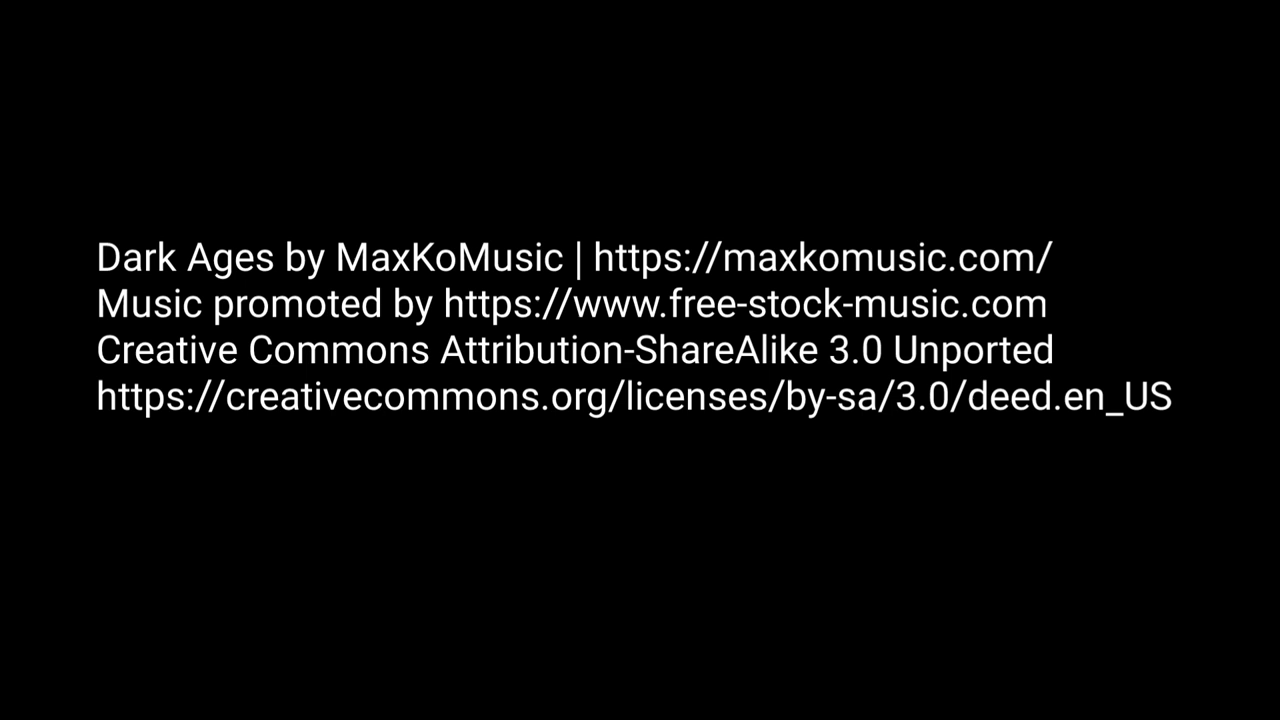 Dark Ages by MaxKoMusic | https://maxkomusic.com/
Music promoted by https://www.free-stock-music.com
Creative Commons Attribution-ShareAlike 3.0 Unported
https://creativecommons.org/licenses/by-sa/3.0/deed.en_US